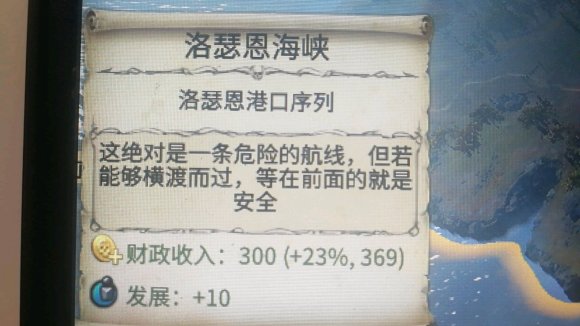 洛瑟恩海峡
洛瑟恩港口序列
这绝对是一条危险的航线，但若
能够横渡而过，等在前面的就是
安全
财政收入：300 (+23%, 369)
发展：+10